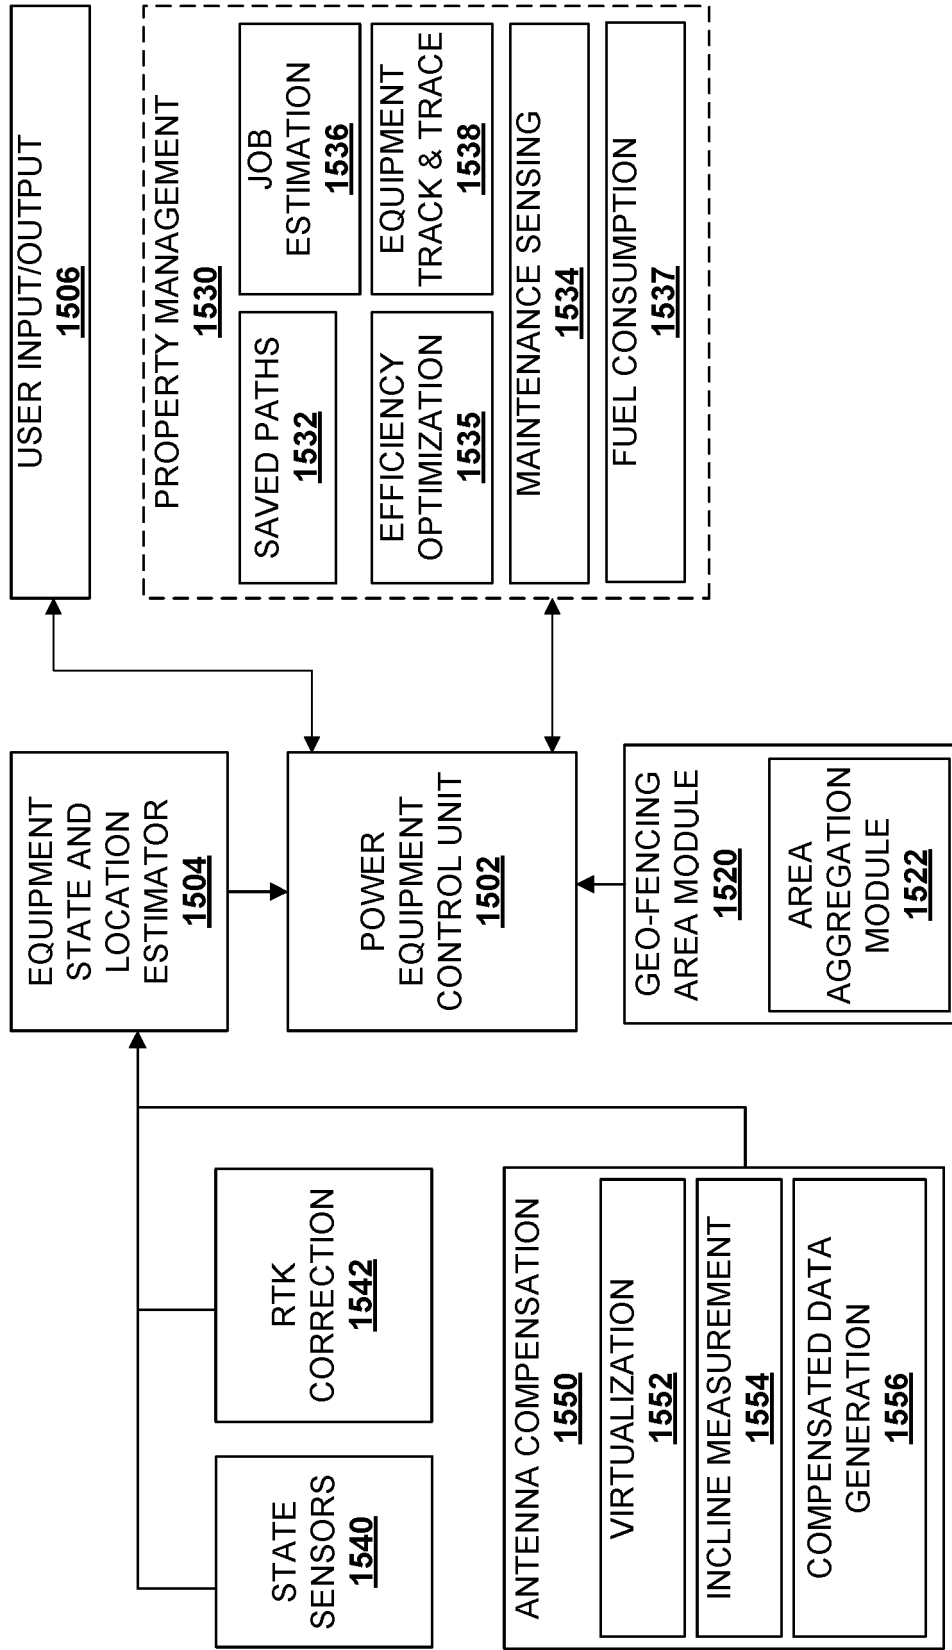 STATE
SENSORS
1540
RTK
CORRECTION
1542
ANTENNA COMPENSATION
1550
VIRTUALIZATION
1552
INCLINE MEASUREMENT
1554
COMPENSATED DATA
GENERATION
1556
EQUIPMENT
STATE AND
LOCATION
ESTIMATOR
1504
POWER
EQUIPMENT
CONTROL UNIT
1502
GEO-FENCING
AREA MODULE
1520
AREA
AGGREGATION
MODULE
1522
USER INPUT/OUTPUT
1506
PROPERTY MANAGEMENT
1530
SAVED PATHS
1532
JOB
ESTIMATION
1536
EFFICIENCY
OPTIMIZATION
1535
EQUIPMENT
TRACK & TRACE
1538
MAINTENANCE SENSING
1534
FUEL CONSUMPTION
1537